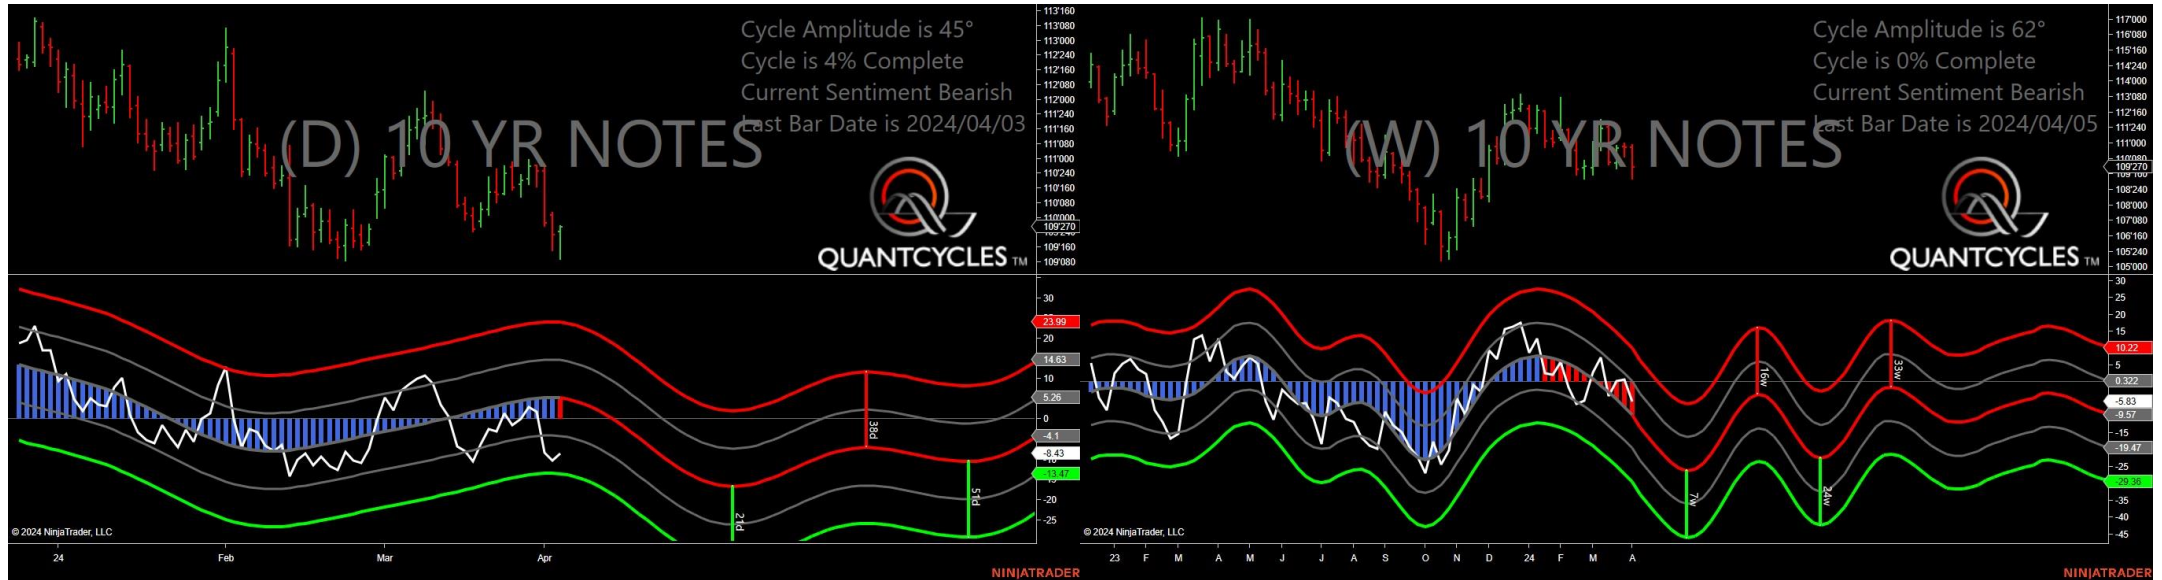 Cycle Amplitude is 45°
Cycle is 4% Complete
Current Sentiment Bearish
Last Bar Date is 2024/04/03
(D) 10 YR NOTES
QUANTCYCLES TM
113'160
113'080
113'000
112'240
112'160
112'080
112'000
111'240
111'160
111'080
111'000
110'240
110'160
110'080
110'000
109'270
109'160
109'080
30
23.99
20
14.63
10
5.26
0
-4.1
-8.43
-13.47
-20
-25
21d
38d
51d
© 2024 NinjaTrader, LLC
24 Feb Mar Apr
NINJATRADER
Cycle Amplitude is 62°
Cycle is 0% Complete
Current Sentiment Bearish
Last Bar Date is 2024/04/05
(W) 10 YR NOTES
QUANTCYCLES TM
117'000
116'080
115'160
114'240
114'000
113'080
112'160
111'240
111'000
110'080
109'270
108'240
108'000
107'080
106'160
105'240
105'000
30
25
20
15
10.22
5
0.322
-5.83
-9.57
-15
-19.47
-25
-29.36
-35
-40
-45
7w
16w
24w
33w
© 2024 NinjaTrader, LLC
23 F M A M J J A S O N D 24 F M A
NINJATRADER